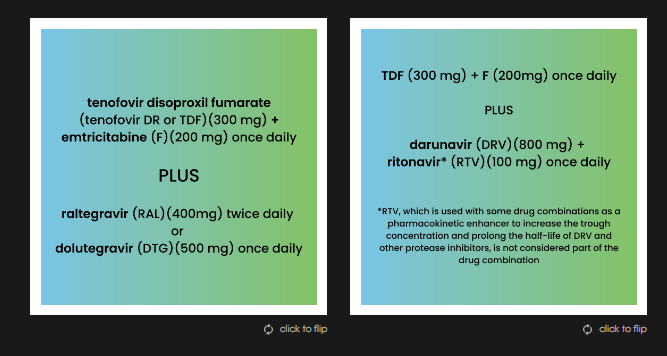 tenofovir disoproxil fumarate
(tenofovir DR or TDF)(300 mg) +
emtricitabine (F)(200 mg) once daily
PLUS
raltegravir (RAL)(400mg) twice daily
or
dolutegravir (DTG)(500 mg) once daily
click to flip
TDF (300 mg) + F (200mg) once daily
PLUS
darunavir (DRV)(800 mg) +
ritonavir* (RTV)(100 mg) once daily
*RTV, which is used with some drug combinations as a
pharmacokinetic enhancer to increase the trough
concentration and prolong the half-life of DRV and
other protease inhibitors, is not considered part of the
drug combination
click to flip